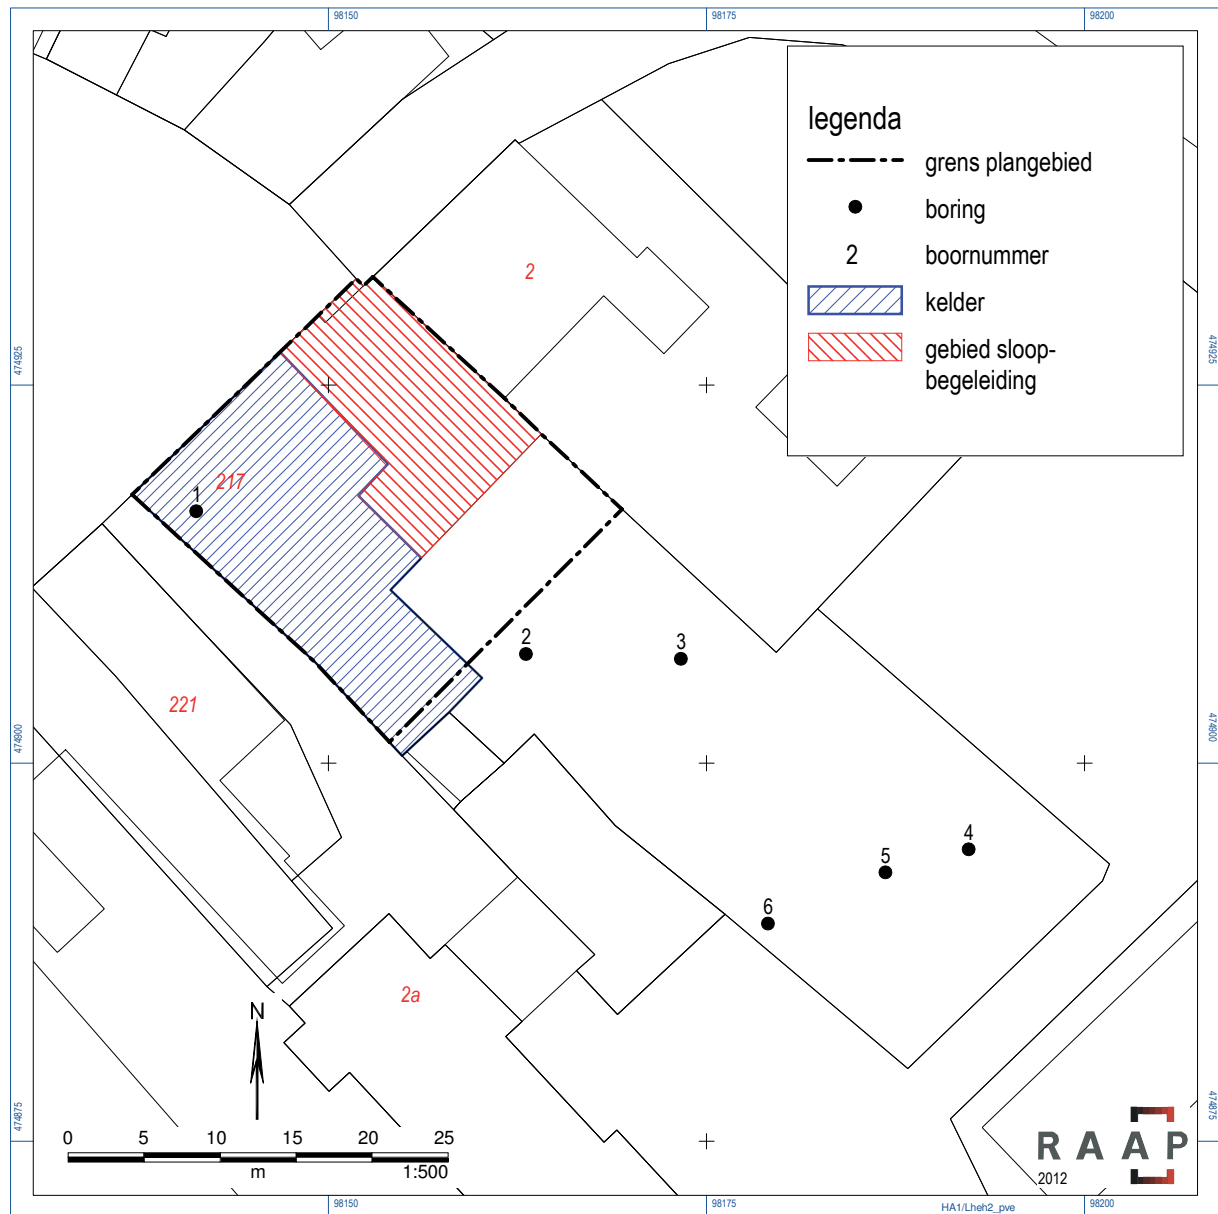 98150
98175
98200
legenda
grens plangebied
boring
2
boornummer
kelder
gebied sloop-
begeleiding
2
474925
474925
217
1
2
3
221
474900
474900
4
5
6
2a
N
474875
474875
0 5 10 15 20 25
m
1:500
RAAP
2012
98150
98175
98200
HA1/Lheh2_pve